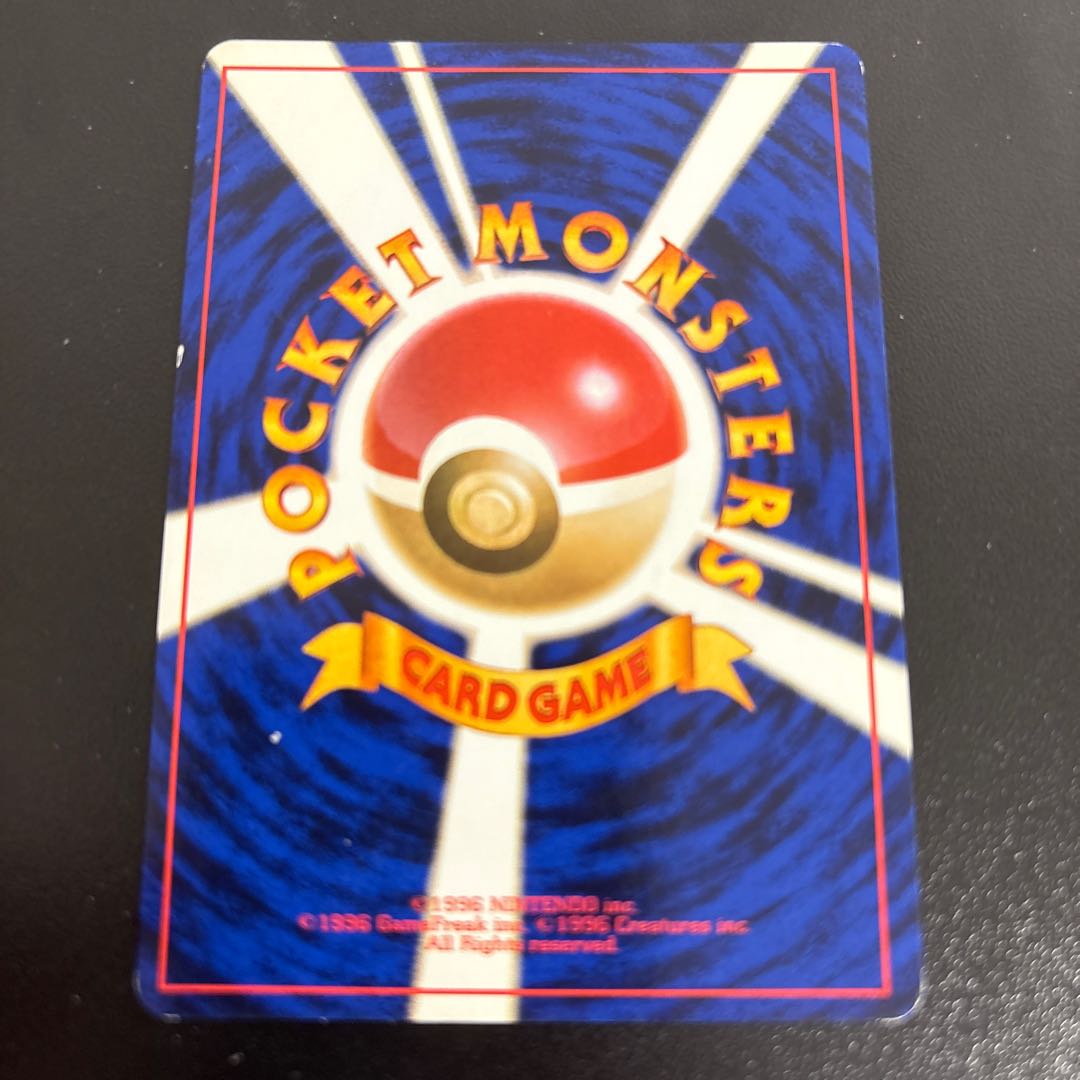 POCKET MONSTERS
CARD GAME
©1996 NINTENDO inc.
©1996 GameFreak inc. ©1996 Creatures inc.
All Rights reserved.